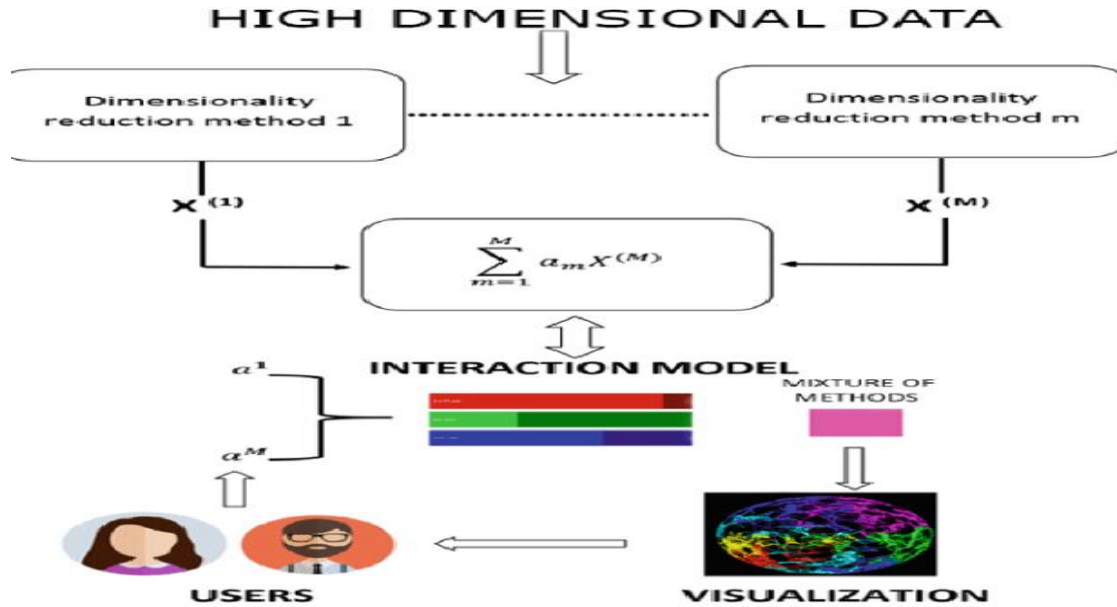 HIGH DIMENSIONAL DATA
Dimensionality
reduction method 1
Dimensionality
reduction method m
X (1)
X (M)
M
∑ a_m X^(M)
m=1
INTERACTION MODEL
a¹
a^M
MIXTURE OF
METHODS
USERS
VISUALIZATION